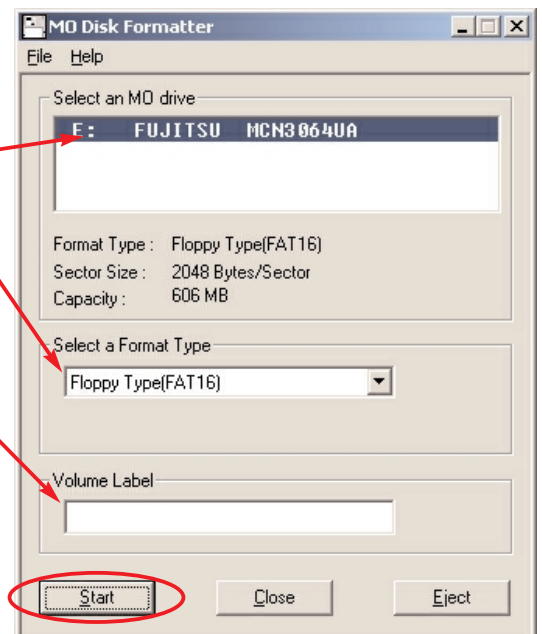 MO Disk Formatter
File Help
Select an MO drive
E: FUJITSU MCN3064UA
Format Type : Floppy Type(FAT16)
Sector Size : 2048 Bytes/Sector
Capacity : 606 MB
Select a Format Type
Floppy Type(FAT16)
Volume Label
Start Close Eject